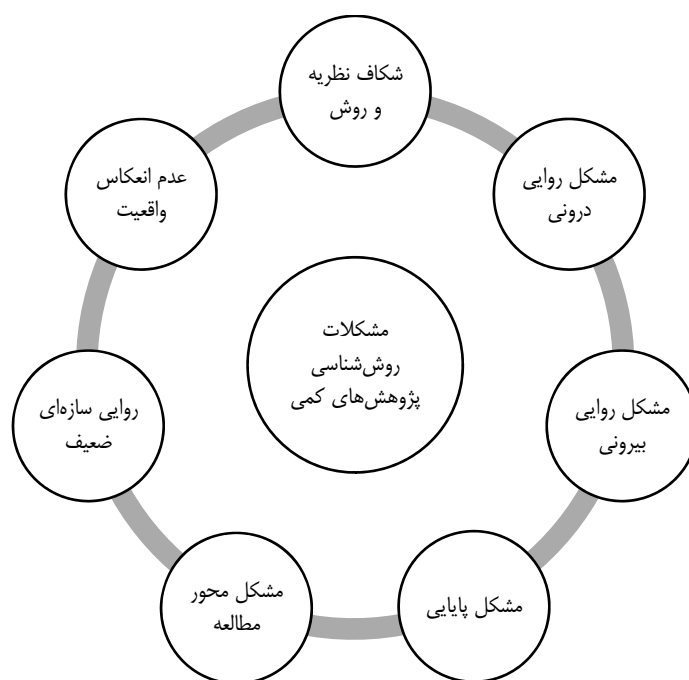 شکاف نظریه
و روش
مشکل روایی
درونی
مشکل روایی
بیرونی
مشکل پایایی
مشکل محور
مطالعه
روایی سازه‌ای
ضعیف
عدم انعکاس
واقعیت
مشکلات
روش‌شناسی
پژوهش‌های کمی